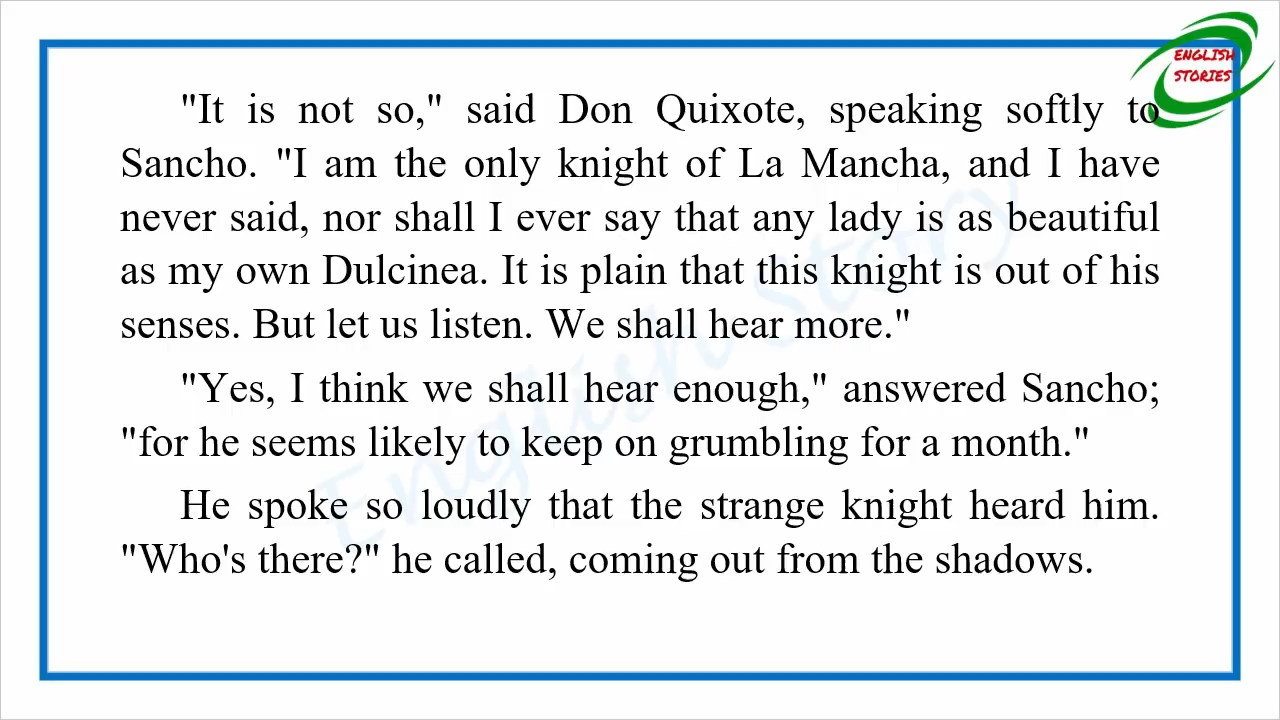 ENGLISH
STORIES
"It is not so," said Don Quixote, speaking softly to
Sancho. "I am the only knight of La Mancha, and I have
never said, nor shall I ever say that any lady is as beautiful
as my own Dulcinea. It is plain that this knight is out of his
senses. But let us listen. We shall hear more."
"Yes, I think we shall hear enough," answered Sancho;
"for he seems likely to keep on grumbling for a month."
He spoke so loudly that the strange knight heard him.
"Who's there?" he called, coming out from the shadows.
English Story